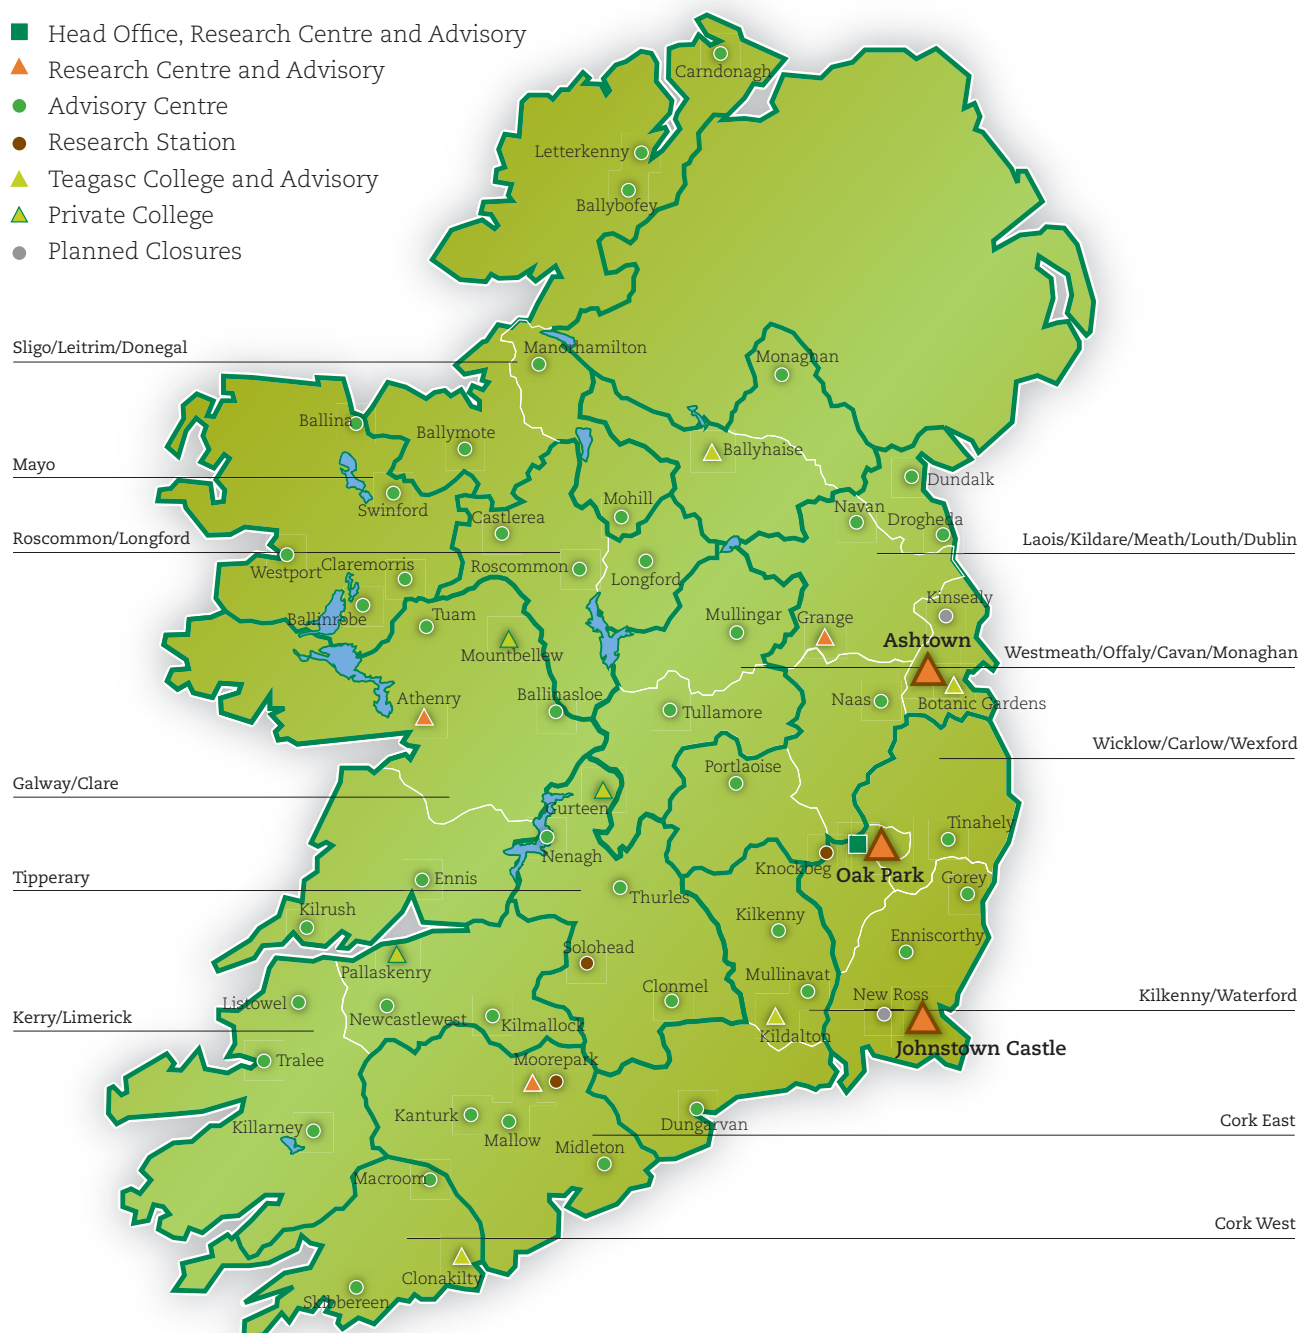 Head Office, Research Centre and Advisory
Research Centre and Advisory
Advisory Centre
Research Station
Teagasc College and Advisory
Private College
Planned Closures
Carndonagh
Letterkenny
Ballybofey
Sligo/Leitrim/Donegal
Manorhamilton
Monaghan
Ballina
Ballymote
Ballyhaise
Mayo
Dundalk
Swinford
Castlerea
Mohill
Navan
Drogheda
Roscommon/Longford
Laois/Kildare/Meath/Louth/Dublin
Westport
Claremorris
Roscommon
Longford
Kinsealy
Ballinrobe
Tuam
Mullingar
Grange
Ashtown
Mountbellew
Westmeath/Offaly/Cavan/Monaghan
Athenry
Ballinasloe
Tullamore
Naas
Botanic Gardens
Wicklow/Carlow/Wexford
Portlaoise
Galway/Clare
Gurteen
Tinahely
Nenagh
Knockbeg
Oak Park
Gorey
Tipperary
Ennis
Thurles
Kilrush
Kilkenny
Enniscorthy
Solohead
Pallaskenry
Mullinavat
Clonmel
New Ross
Kilkenny/Waterford
Listowel
Newcastlewest
Kilmallock
Kildalton
Kerry/Limerick
Johnstown Castle
Tralee
Moorepark
Kanturk
Mallow
Dungarvan
Cork East
Killarney
Midleton
Macroom
Cork West
Clonakilty
Skibbereen